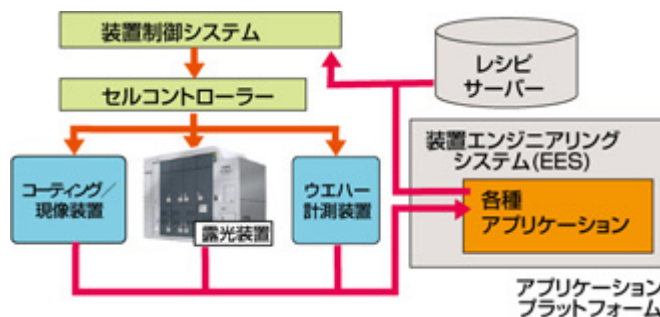 装置制御システム
セルコントローラー
レシピ
サーバー
装置エンジニアリング
システム(EES)
各種
アプリケーション
コーティング/
現像装置
露光装置
ウエハー
計測装置
アプリケーション
プラットフォーム